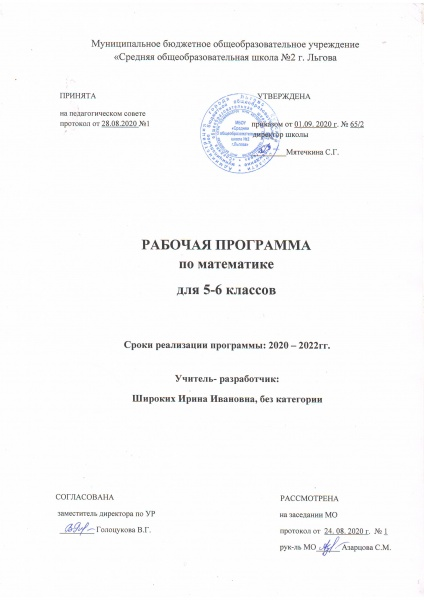 Муниципальное бюджетное общеобразовательное учреждение
«Средняя общеобразовательная школа №2 г. Льгова
ПРИНЯТА
на педагогическом совете
протокол от 28.08.2020 №1
УТВЕРЖДЕНА
приказом от 01.09. 2020 г. № 65/2
директор школы
Мятечкина С.Г.
РАБОЧАЯ ПРОГРАММА
по математике
для 5-6 классов
Сроки реализации программы: 2020 – 2022гг.
Учитель- разработчик:
Широких Ирина Ивановна, без категории
СОГЛАСОВАНА
заместитель директора по УР
Голоцукова В.Г.
РАССМОТРЕНА
на заседании МО
протокол от 24. 08. 2020 г. № 1
рук-ль МО Азарцова С.М.